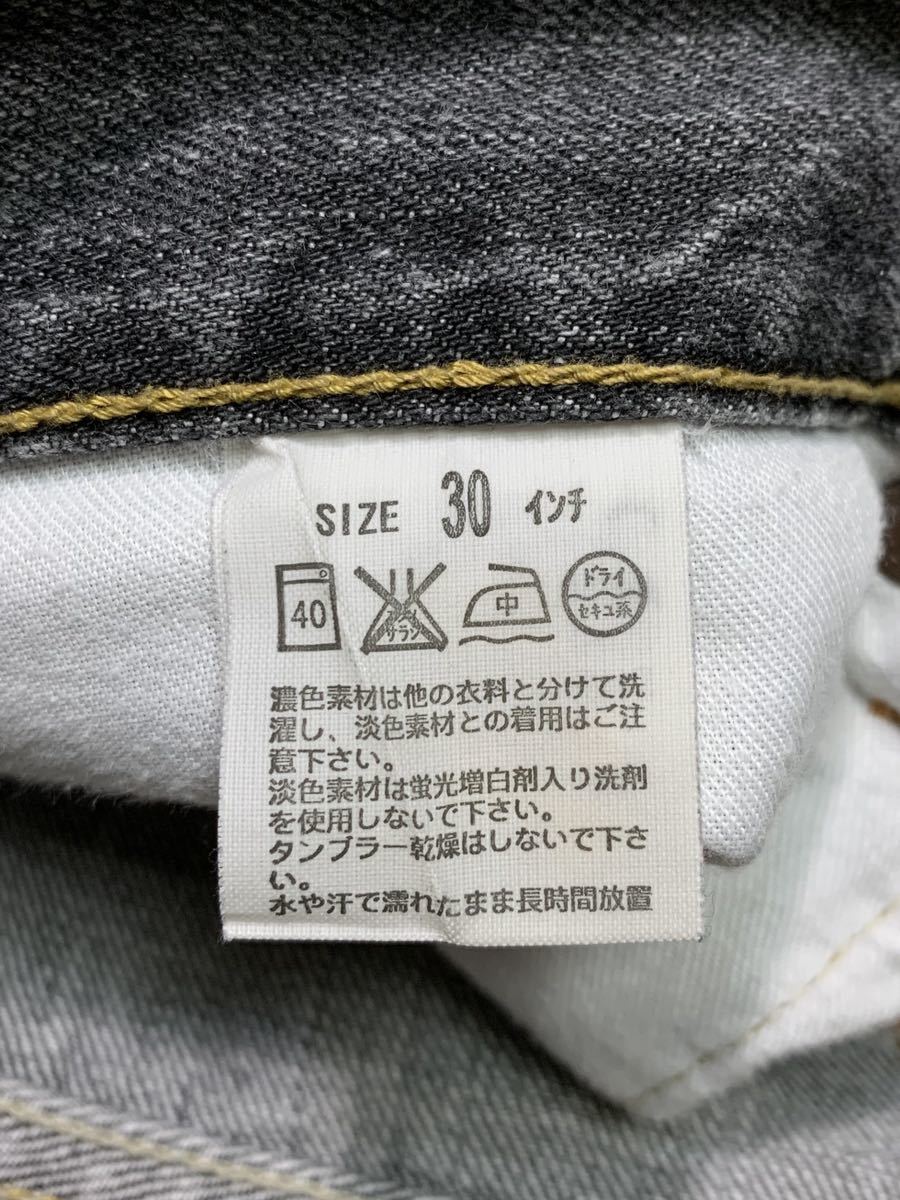 SIZE 30 インチ
40 サラシ 中 ドライ
セキユ系
濃色素材は他の衣料と分けて洗
濯し、淡色素材との着用はご注
意下さい。
淡色素材は蛍光増白剤入り洗剤
を使用しないで下さい。
タンブラー乾燥はしないで下さ
い。
水や汗で濡れたまま長時間放置